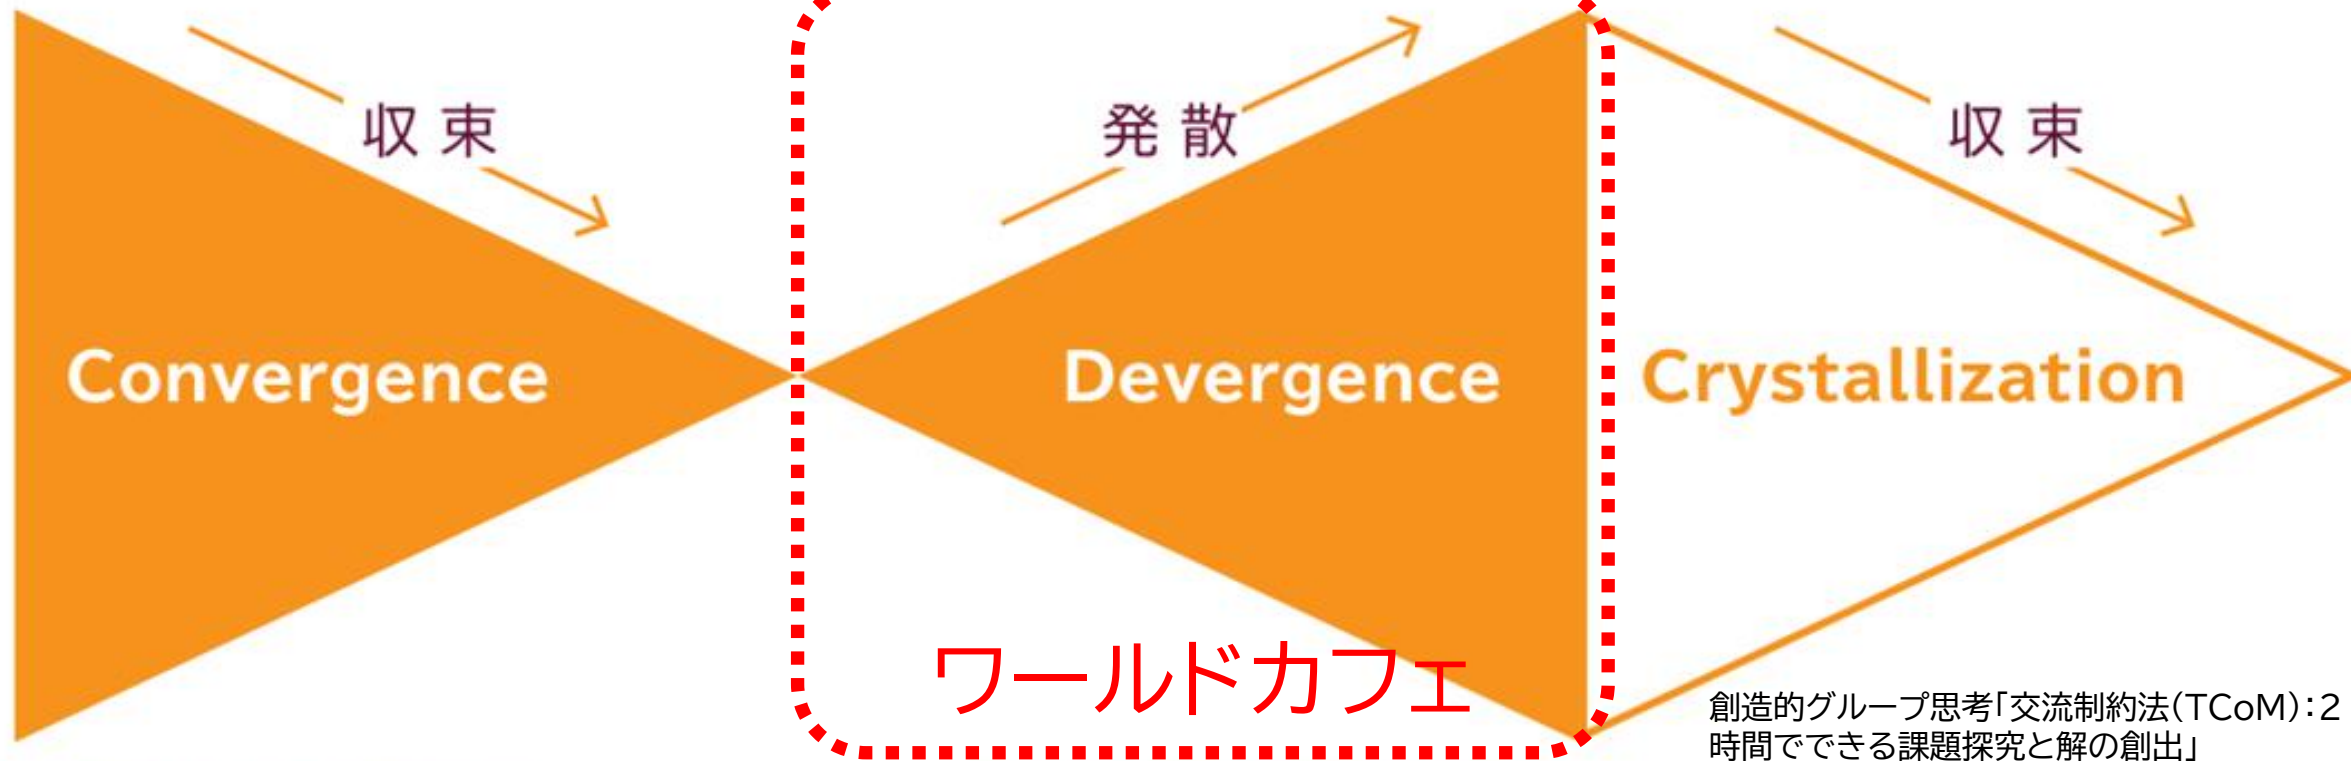 収束
発散
収束
Convergence
Devergence
Crystallization
ワールドカフェ
創造的グループ思考「交流制約法(TCoM):2
時間でできる課題探究と解の創出」